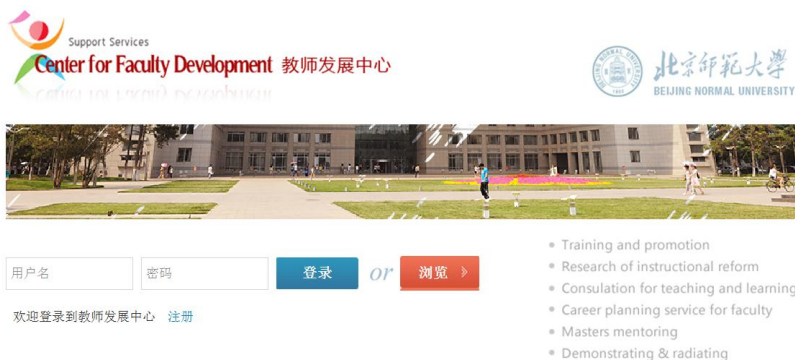 Support Services
Center for Faculty Development 教师发展中心
北京师范大学
BEIJING NORMAL UNIVERSITY
用户名
密码
登录
or
浏览 》
欢迎登录到教师发展中心 注册
Training and promotion
Research of instructional reform
Consulation for teaching and learning
Career planning service for faculty
Masters mentoring
Demonstrating & radiating